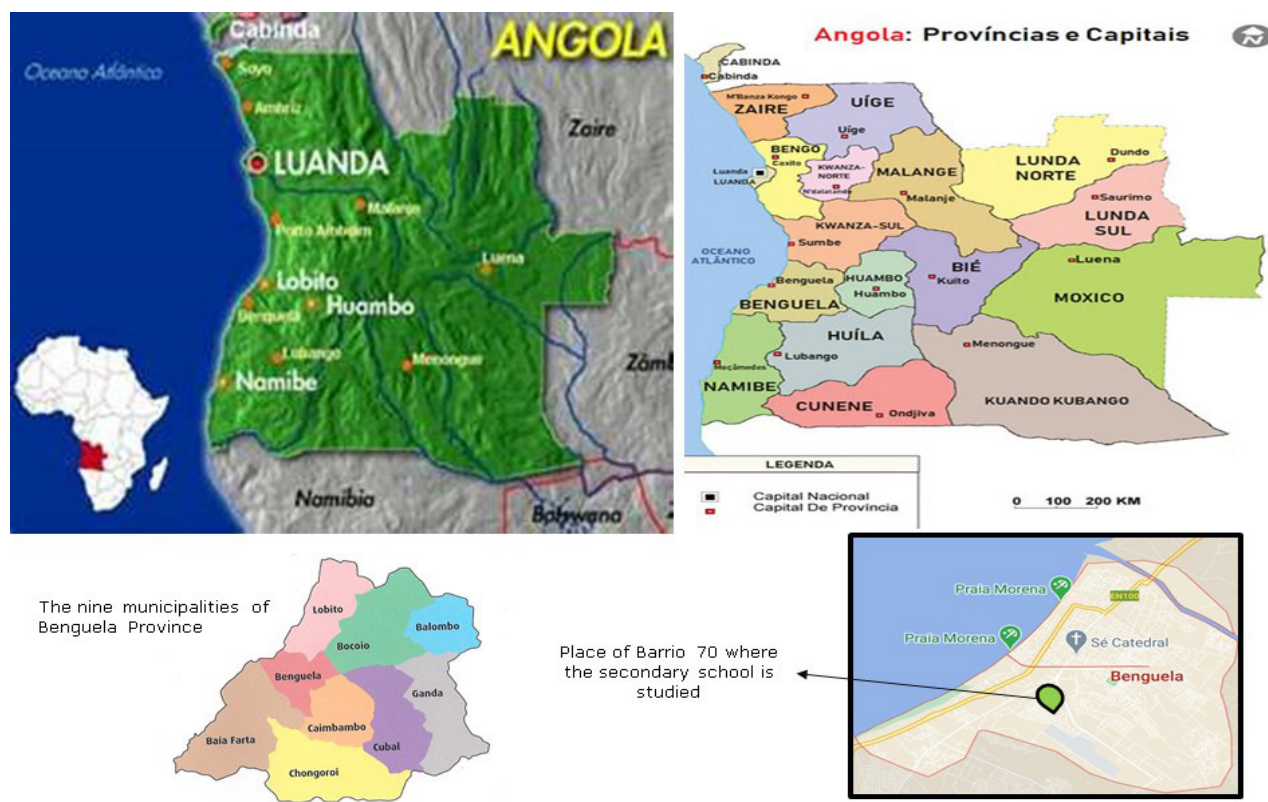 Cabinda
ANGOLA
Oceano Atlântico
Soyo
Ambriz
Zaire
LUANDA
Malanje
Porto Amboim
Luena
Lobito
Huambo
Benguela
Lubango
Menongue
Namibe
Zâmb
Namibia
Botswana
Z
Angola: Províncias e Capitais
N
CABINDA
Cabinda
M'Banza Kongo
ZAIRE
UÍGE
Uíge
BENGO
Caxito
KWANZA-
NORTE
N'dalatando
Luanda
LUANDA
MALANGE
Malanje
LUNDA
NORTE
Dundo
Saurimo
LUNDA
SUL
KWANZA-SUL
Sumbe
OCEANO
ATLÂNTICO
BIÉ
Kuito
Luena
MOXICO
Benguela
BENGUELA
HUAMBO
Huambo
HUÍLA
Lubango
Menongue
Moçâmedes
NAMIBE
CUNENE
Ondjiva
KUANDO KUBANGO
LEGENDA
Capital Nacional
Capital De Província
0 100 200 KM
The nine municipalities of
Benguela Province
Lobito
Bocoio
Balombo
Benguela
Ganda
Caimbambo
Baía Farta
Cubal
Chongoroi
Place of Barrio 70 where
the secondary school is
studied
Praia Morena
EN100
Praia Morena
Sé Catedral
Benguela